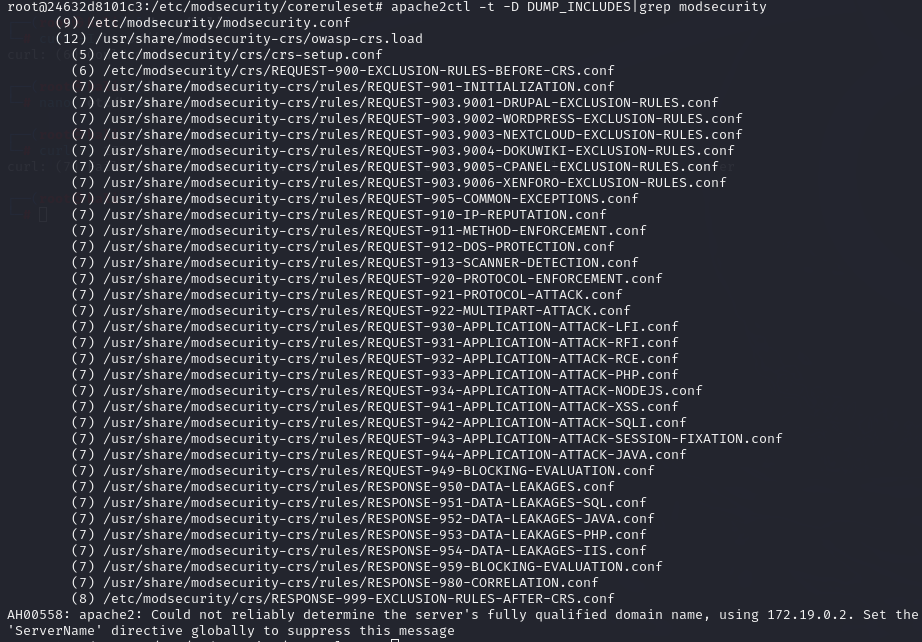 root@24632d8101c3:/etc/modsecurity/coreruleset# apache2ctl -t -D DUMP_INCLUDES|grep modsecurity
(9) /etc/modsecurity/modsecurity.conf
(12) /usr/share/modsecurity-crs/owasp-crs.load
(5) /etc/modsecurity/crs/crs-setup.conf
(6) /etc/modsecurity/crs/REQUEST-900-EXCLUSION-RULES-BEFORE-CRS.conf
(7) /usr/share/modsecurity-crs/rules/REQUEST-901-INITIALIZATION.conf
(7) /usr/share/modsecurity-crs/rules/REQUEST-903.9001-DRUPAL-EXCLUSION-RULES.conf
(7) /usr/share/modsecurity-crs/rules/REQUEST-903.9002-WORDPRESS-EXCLUSION-RULES.conf
(7) /usr/share/modsecurity-crs/rules/REQUEST-903.9003-NEXTCLOUD-EXCLUSION-RULES.conf
(7) /usr/share/modsecurity-crs/rules/REQUEST-903.9004-DOKUWIKI-EXCLUSION-RULES.conf
(7) /usr/share/modsecurity-crs/rules/REQUEST-903.9005-CPANEL-EXCLUSION-RULES.conf
(7) /usr/share/modsecurity-crs/rules/REQUEST-903.9006-XENFORO-EXCLUSION-RULES.conf
(7) /usr/share/modsecurity-crs/rules/REQUEST-905-COMMON-EXCEPTIONS.conf
(7) /usr/share/modsecurity-crs/rules/REQUEST-910-IP-REPUTATION.conf
(7) /usr/share/modsecurity-crs/rules/REQUEST-911-METHOD-ENFORCEMENT.conf
(7) /usr/share/modsecurity-crs/rules/REQUEST-912-DOS-PROTECTION.conf
(7) /usr/share/modsecurity-crs/rules/REQUEST-913-SCANNER-DETECTION.conf
(7) /usr/share/modsecurity-crs/rules/REQUEST-920-PROTOCOL-ENFORCEMENT.conf
(7) /usr/share/modsecurity-crs/rules/REQUEST-921-PROTOCOL-ATTACK.conf
(7) /usr/share/modsecurity-crs/rules/REQUEST-922-MULTIPART-ATTACK.conf
(7) /usr/share/modsecurity-crs/rules/REQUEST-930-APPLICATION-ATTACK-LFI.conf
(7) /usr/share/modsecurity-crs/rules/REQUEST-931-APPLICATION-ATTACK-RFI.conf
(7) /usr/share/modsecurity-crs/rules/REQUEST-932-APPLICATION-ATTACK-RCE.conf
(7) /usr/share/modsecurity-crs/rules/REQUEST-933-APPLICATION-ATTACK-PHP.conf
(7) /usr/share/modsecurity-crs/rules/REQUEST-934-APPLICATION-ATTACK-NODEJS.conf
(7) /usr/share/modsecurity-crs/rules/REQUEST-941-APPLICATION-ATTACK-XSS.conf
(7) /usr/share/modsecurity-crs/rules/REQUEST-942-APPLICATION-ATTACK-SQLI.conf
(7) /usr/share/modsecurity-crs/rules/REQUEST-943-APPLICATION-ATTACK-SESSION-FIXATION.conf
(7) /usr/share/modsecurity-crs/rules/REQUEST-944-APPLICATION-ATTACK-JAVA.conf
(7) /usr/share/modsecurity-crs/rules/REQUEST-949-BLOCKING-EVALUATION.conf
(7) /usr/share/modsecurity-crs/rules/RESPONSE-950-DATA-LEAKAGES.conf
(7) /usr/share/modsecurity-crs/rules/RESPONSE-951-DATA-LEAKAGES-SQL.conf
(7) /usr/share/modsecurity-crs/rules/RESPONSE-952-DATA-LEAKAGES-JAVA.conf
(7) /usr/share/modsecurity-crs/rules/RESPONSE-953-DATA-LEAKAGES-PHP.conf
(7) /usr/share/modsecurity-crs/rules/RESPONSE-954-DATA-LEAKAGES-IIS.conf
(7) /usr/share/modsecurity-crs/rules/RESPONSE-959-BLOCKING-EVALUATION.conf
(7) /usr/share/modsecurity-crs/rules/RESPONSE-980-CORRELATION.conf
(8) /etc/modsecurity/crs/RESPONSE-999-EXCLUSION-RULES-AFTER-CRS.conf
AH00558: apache2: Could not reliably determine the server's fully qualified domain name, using 172.19.0.2. Set the
'ServerName' directive globally to suppress this message